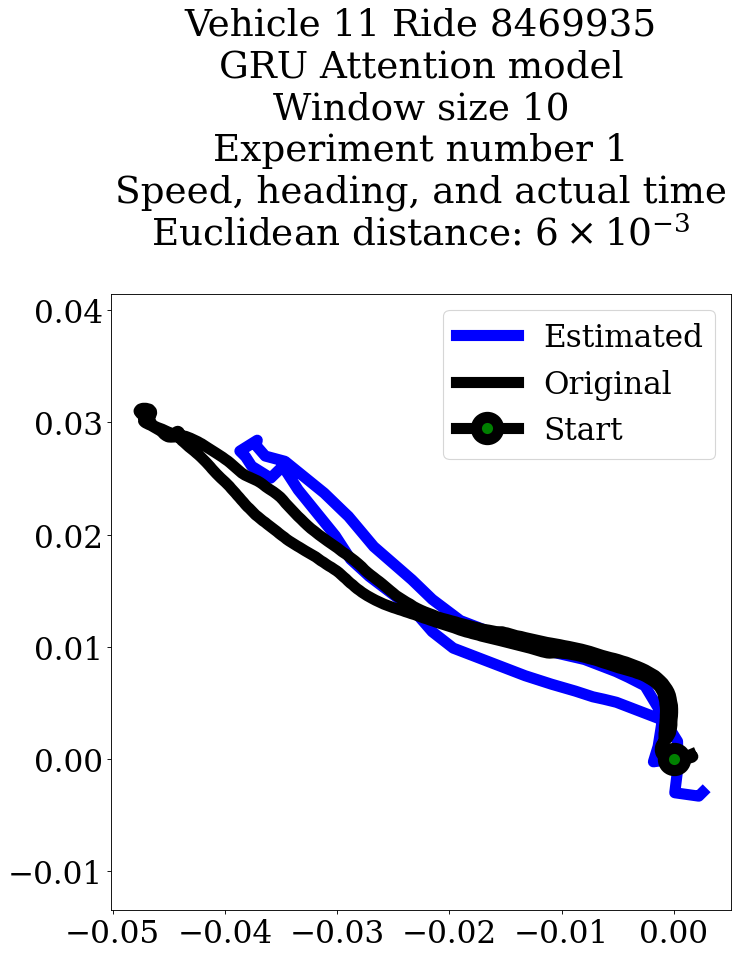 Vehicle 11 Ride 8469935
GRU Attention model
Window size 10
Experiment number 1
Speed, heading, and actual time
Euclidean distance: 6 × 10⁻³
0.04
0.03
0.02
0.01
0.00
−0.01
Estimated
Original
Start
−0.05 −0.04 −0.03 −0.02 −0.01 0.00